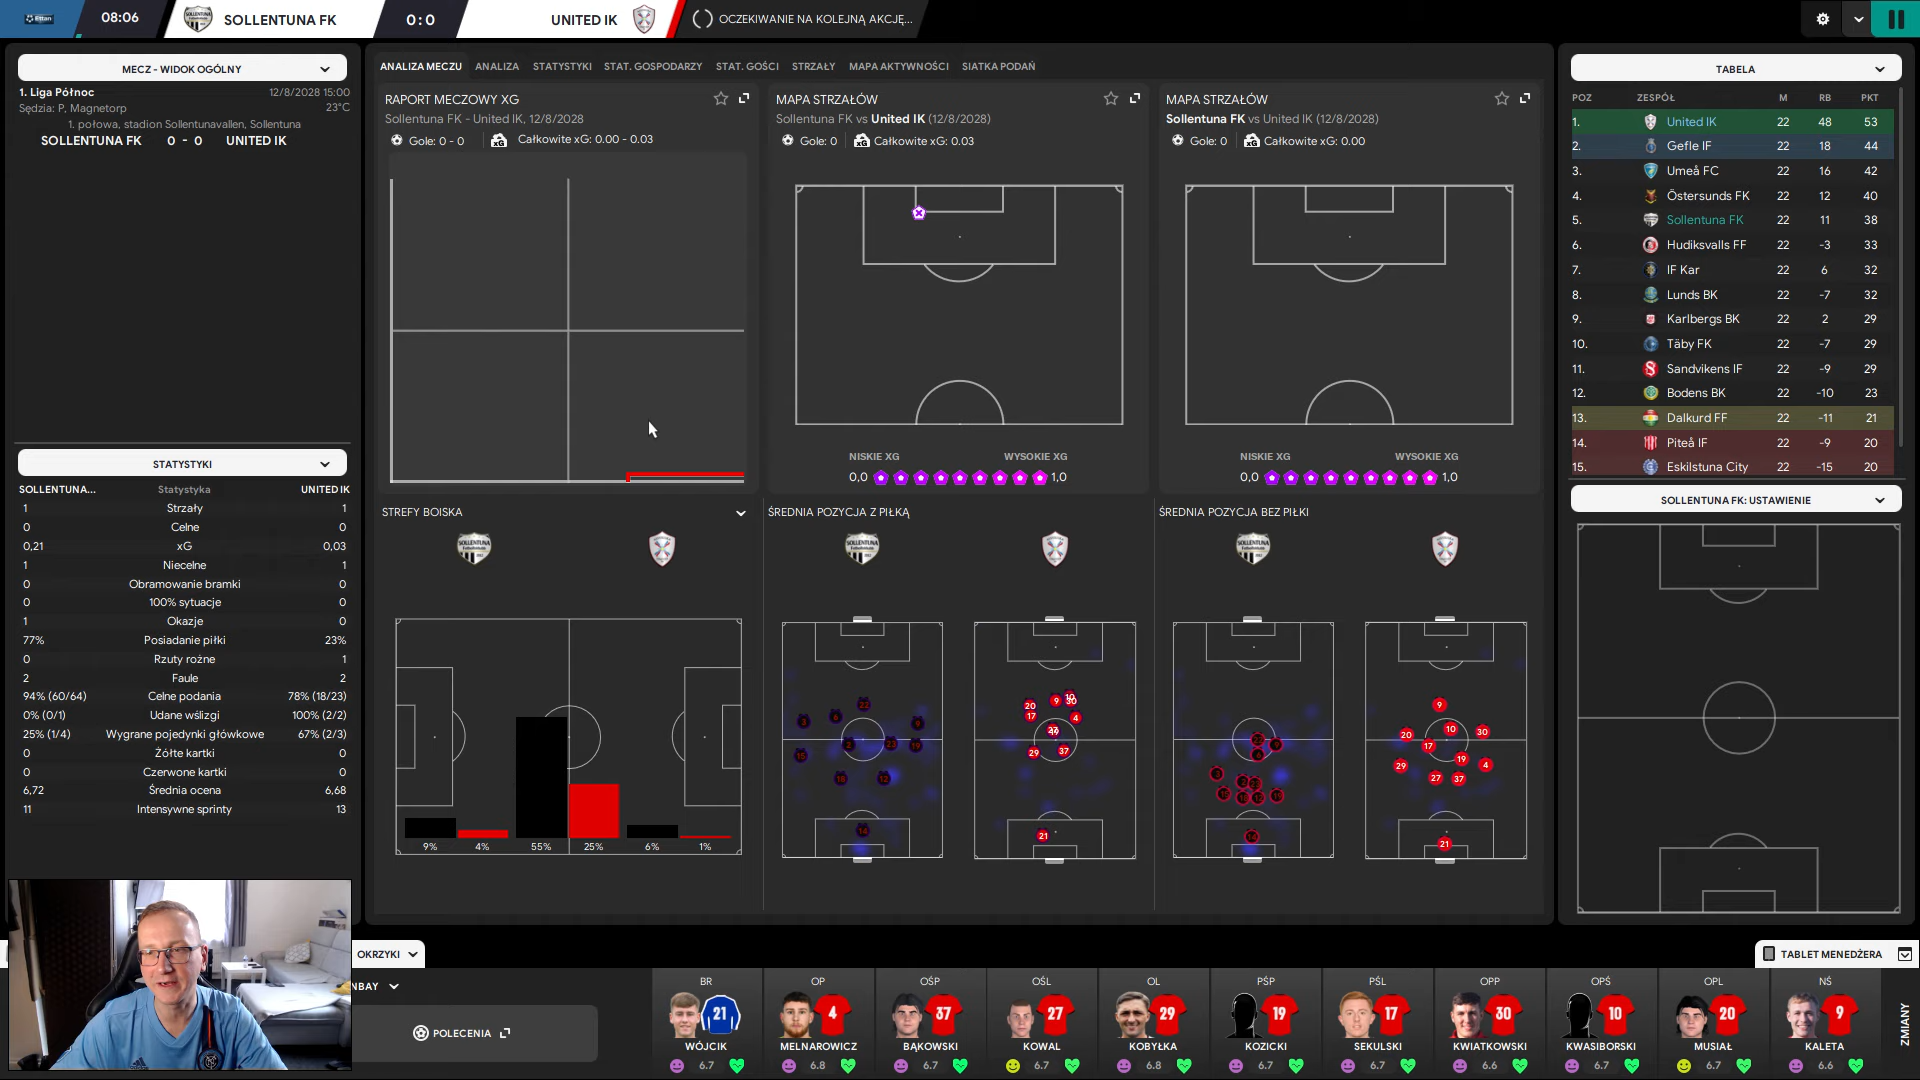 Ettan
08:06
SOLLENTUNA FK
0 : 0
UNITED IK
OCZEKIWANIE NA KOLEJNĄ AKCJĘ...
MECZ - WIDOK OGÓLNY
1. Liga Północ
12/8/2028 15:00
Sędzia: P. Magnetorp
23°C
1. połowa, stadion Sollentunavallen, Sollentuna
SOLLENTUNA FK 0 - 0 UNITED IK
STATYSTYKI
SOLLENTUNA... Statystyka UNITED IK
1 Strzały 1
0 Celne 0
0,21 xG 0,03
1 Niecelne 1
0 Obramowanie bramki 0
0 100% sytuacje 0
1 Okazje 0
77% Posiadanie piłki 23%
0 Rzuty rożne 1
2 Faule 2
94% (60/64) Celne podania 78% (18/23)
0% (0/1) Udane wślizgi 100% (2/2)
25% (1/4) Wygrane pojedynki główkowe 67% (2/3)
0 Żółte kartki 0
0 Czerwone kartki 0
6,72 Średnia ocena 6,68
11 Intensywne sprinty 13
ANALIZA MECZU ANALIZA STATYSTYKI STAT. GOSPODARZY STAT. GOŚCI STRZAŁY MAPA AKTYWNOŚCI SIATKA PODAŃ
RAPORT MECZOWY XG
Sollentuna FK - United IK, 12/8/2028
Gole: 0 - 0 Całkowite xG: 0.00 - 0.03
MAPA STRZAŁÓW
Sollentuna FK vs United IK (12/8/2028)
Gole: 0 Całkowite xG: 0.03
NISKIE XG WYSOKIE XG
0,0 1,0
MAPA STRZAŁÓW
Sollentuna FK vs United IK (12/8/2028)
Gole: 0 Całkowite xG: 0.00
NISKIE XG WYSOKIE XG
0,0 1,0
STREFY BOISKA
9% 4% 55% 25% 6% 1%
ŚREDNIA POZYCJA Z PIŁKĄ
ŚREDNIA POZYCJA BEZ PIŁKI
TABELA
POZ ZESPÓŁ M RB PKT
1. United IK 22 48 53
2. Gefle IF 22 18 44
3. Umeå FC 22 16 42
4. Östersunds FK 22 12 40
5. Sollentuna FK 22 11 38
6. Hudiksvalls FF 22 -3 33
7. IF Kar 22 6 32
8. Lunds BK 22 -7 32
9. Karlbergs BK 22 2 29
10. Täby FK 22 -7 29
11. Sandvikens IF 22 -9 29
12. Bodens BK 22 -10 23
13. Dalkurd FF 22 -11 21
14. Piteå IF 22 -9 20
15. Eskilstuna City 22 -15 20
SOLLENTUNA FK: USTAWIENIE
OKRZYKI
NBAY
POLECENIA
TABLET MENEDŻERA
BR OP OŚP OŚL OL PŚP PŚL OPP OPŚ OPL NŚ
21 4 37 27 29 19 17 30 10 20 9
WÓJCIK MELNAROWICZ BĄKOWSKI KOWAL KOBYŁKA KOZICKI SEKULSKI KWIATKOWSKI KWASIBORSKI MUSIAŁ KALETA
6.7 6.8 6.7 6.7 6.8 6.7 6.7 6.6 6.7 6.7 6.6
ZMIANY